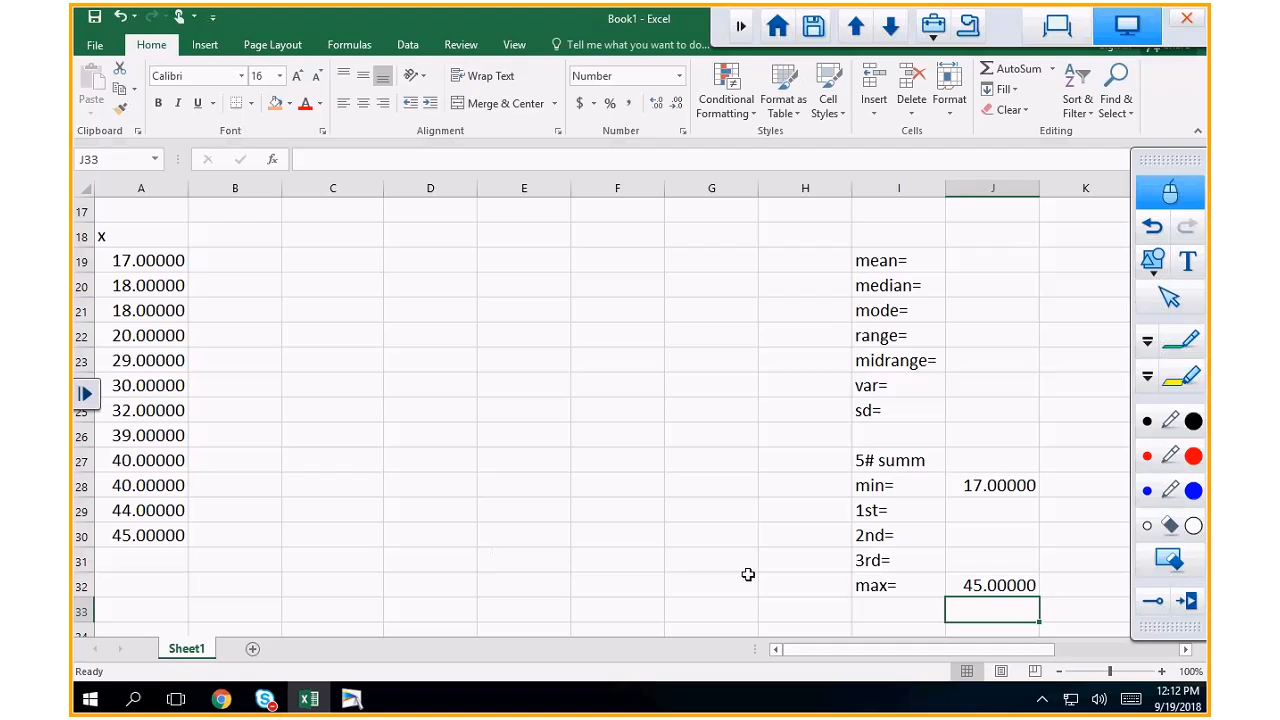 Book1 - Excel
File Home Insert Page Layout Formulas Data Review View Tell me what you want to do...
Calibri 16 Wrap Text Number AutoSum
Paste B I U Merge & Center $ % Conditional Formatting Format as Table Cell Styles Insert Delete Format Fill Clear Sort & Filter Find & Select
Clipboard Font Alignment Number Styles Cells Editing
J33 fx
A B C D E F G H I J K
17
18 x
19 17.00000 mean=
20 18.00000 median=
21 18.00000 mode=
22 20.00000 range=
23 29.00000 midrange=
30.00000 var=
25 32.00000 sd=
26 39.00000
27 40.00000 5# summ
28 40.00000 min= 17.00000
29 44.00000 1st=
30 45.00000 2nd=
31 3rd=
32 max= 45.00000
33
Sheet1
Ready 100%
12:12 PM
9/19/2018
T